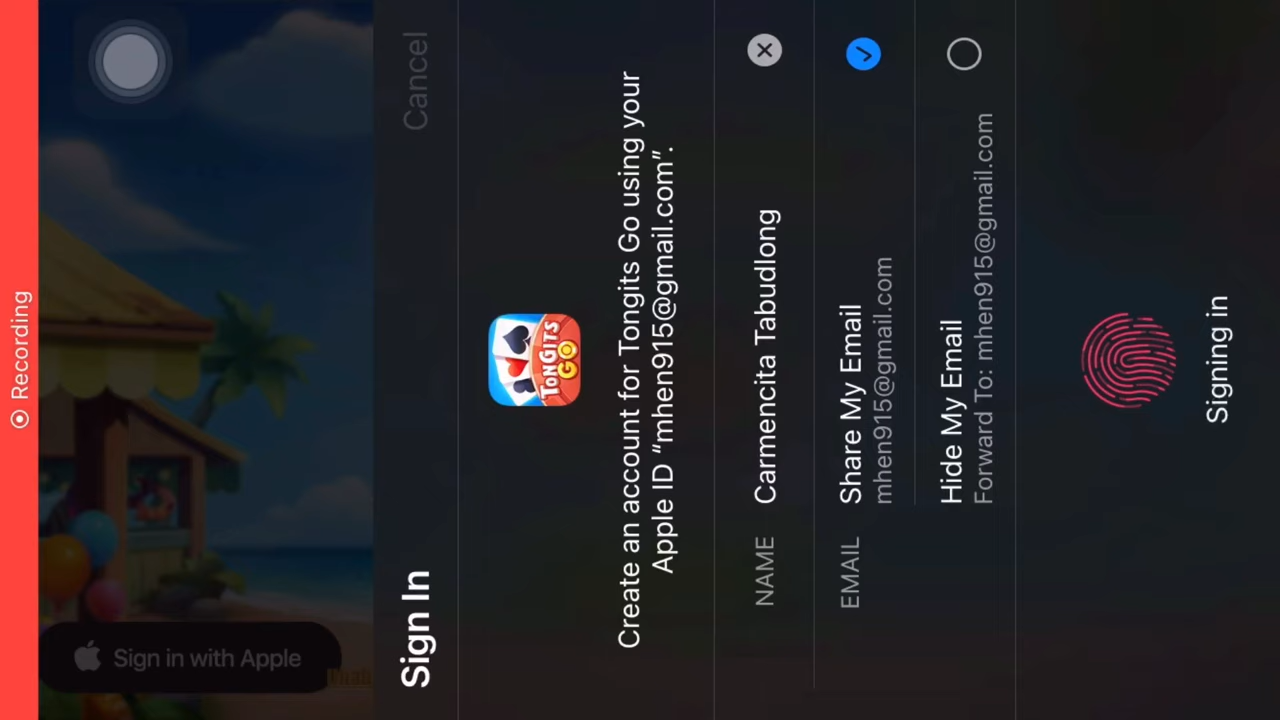 Recording
Sign in with Apple
Sign In
Cancel
TONGITS
GO
Create an account for Tongits Go using your
Apple ID “mhen915@gmail.com”.
NAME
Carmencita Tabudlong
EMAIL
Share My Email
mhen915@gmail.com
Hide My Email
Forward To: mhen915@gmail.com
Signing in